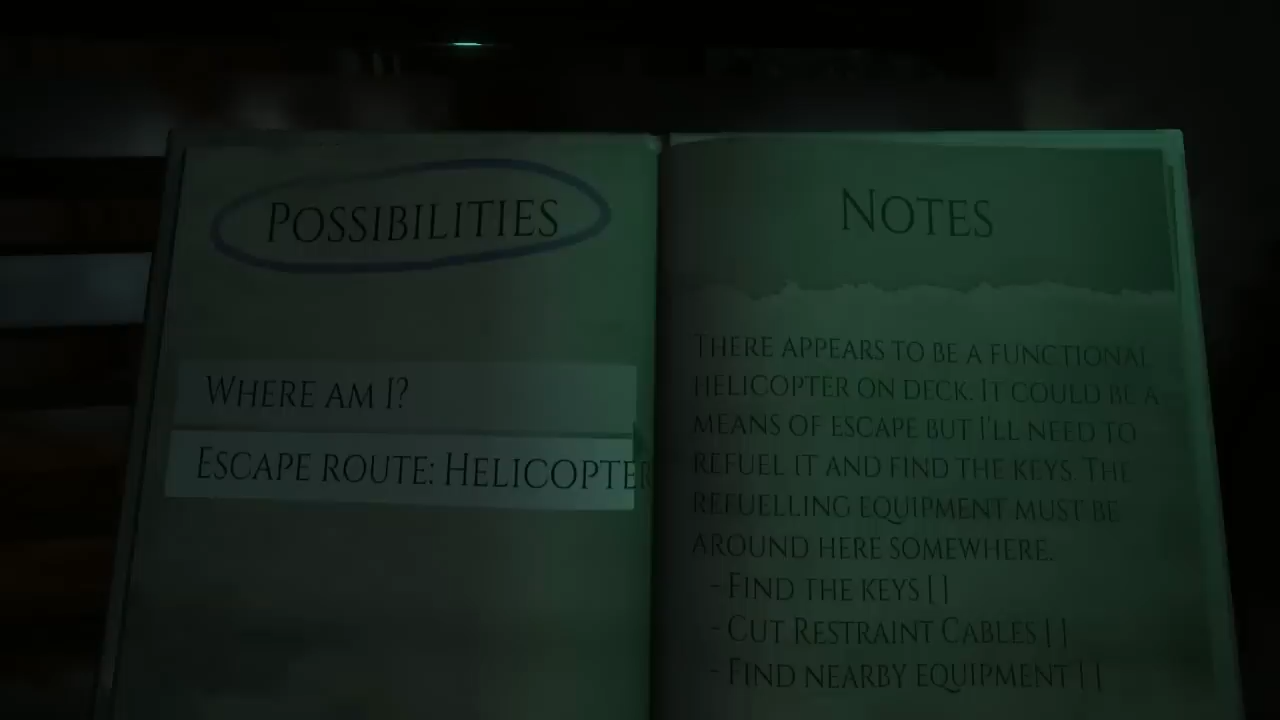 Possibilities
Where am I?
Escape route: Helicopter
Notes
There appears to be a functional
helicopter on deck. It could be a
means of escape but I'll need to
refuel it and find the keys. The
refuelling equipment must be
around here somewhere.
- Find the keys [ ]
- Cut Restraint Cables [ ]
- Find nearby equipment [ ]